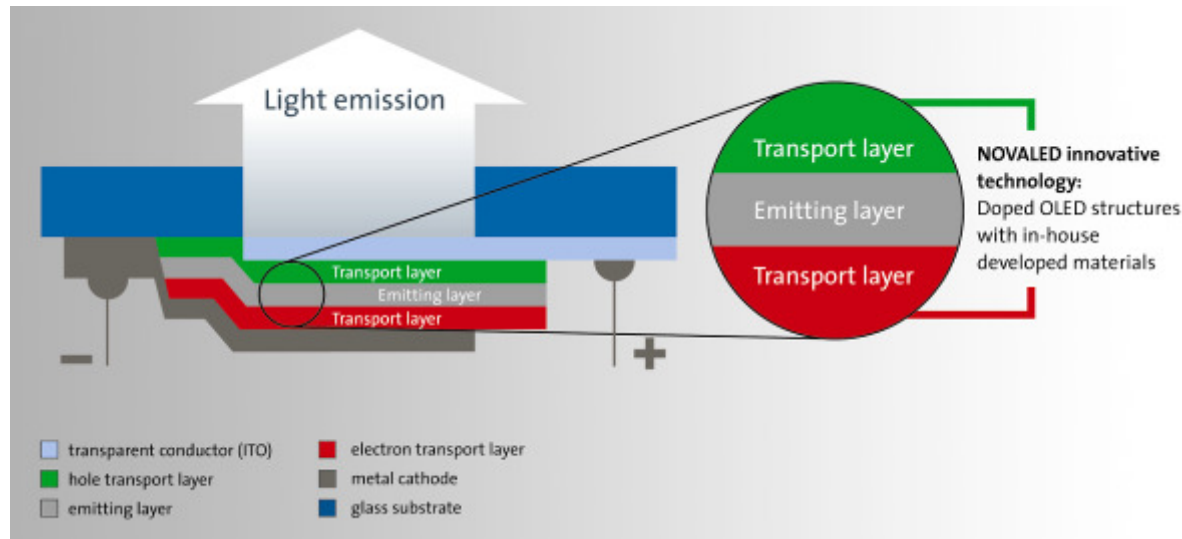 Light emission
Transport layer
Emitting layer
Transport layer
Transport layer
Emitting layer
Transport layer
NOVALED innovative
technology:
Doped OLED structures
with in-house
developed materials
−
+
transparent conductor (ITO)
hole transport layer
emitting layer
electron transport layer
metal cathode
glass substrate